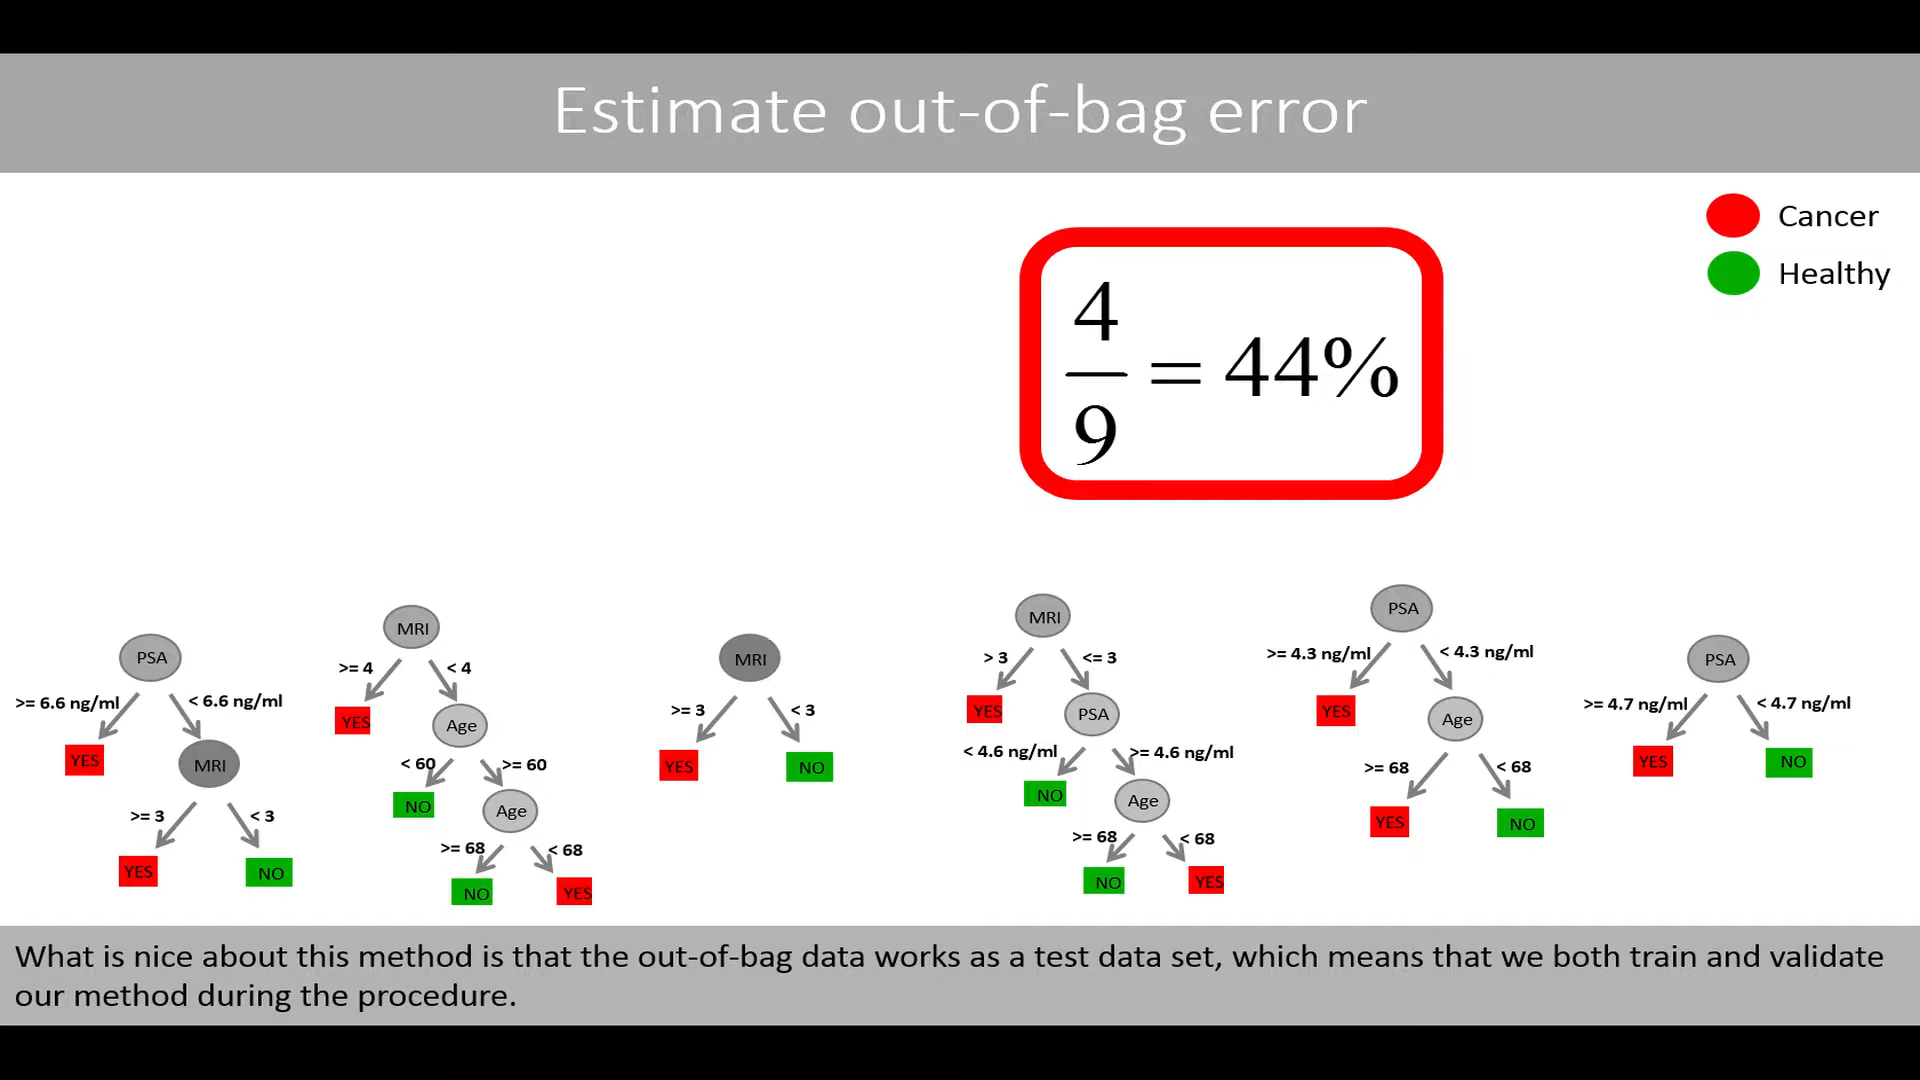 Estimate out-of-bag error
Cancer
Healthy
4
9
= 44%
PSA
>= 6.6 ng/ml
< 6.6 ng/ml
YES
MRI
>= 3
< 3
YES
NO
MRI
>= 4
< 4
YES
Age
< 60
>= 60
NO
Age
>= 68
< 68
NO
YES
MRI
>= 3
< 3
YES
NO
MRI
> 3
<= 3
YES
PSA
< 4.6 ng/ml
>= 4.6 ng/ml
NO
Age
>= 68
< 68
NO
YES
PSA
>= 4.3 ng/ml
< 4.3 ng/ml
YES
Age
>= 68
< 68
YES
NO
PSA
>= 4.7 ng/ml
< 4.7 ng/ml
YES
NO
What is nice about this method is that the out-of-bag data works as a test data set, which means that we both train and validate
our method during the procedure.